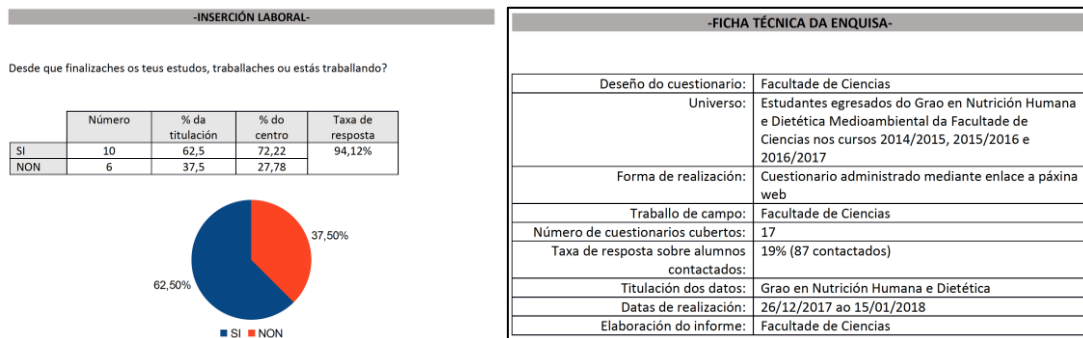 -INSERCIÓN LABORAL-
Desde que finalizaches os teus estudos, traballaches ou estás traballando?
Número % da titulación % do centro Taxa de resposta
SI 10 62,5 72,22 94,12%
NON 6 37,5 27,78
37,50%
62,50%
SI NON
-FICHA TÉCNICA DA ENQUISA-
Deseño do cuestionario: Facultade de Ciencias
Universo: Estudantes egresados do Grao en Nutrición Humana
e Dietética Medioambiental da Facultade de
Ciencias nos cursos 2014/2015, 2015/2016 e
2016/2017
Forma de realización: Cuestionario administrado mediante enlace a páxina
web
Traballo de campo: Facultade de Ciencias
Número de cuestionarios cubertos: 17
Taxa de resposta sobre alumnos contactados: 19% (87 contactados)
Titulación dos datos: Grao en Nutrición Humana e Dietética
Datas de realización: 26/12/2017 ao 15/01/2018
Elaboración do informe: Facultade de Ciencias